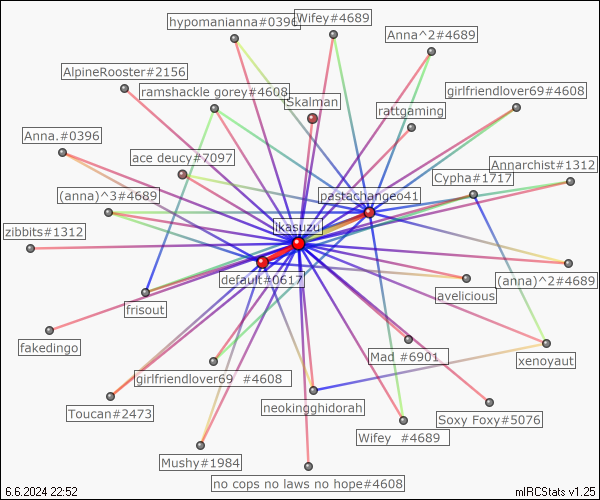 hypomanianna#0396
Wifey#4689
Anna^2#4689
AlpineRooster#2156
ramshackle gorey#4608
Skalman
girlfriendlover69#4608
rattgaming
Anna.#0396
ace deucy#7097
Annarchist#1312
Cypha#1717
(anna)^3#4689
pastachangeo41
ikasuzu
zibbits#1312
default#0617
(anna)^2#4689
frisout
avelicious
fakedingo
Mad #6901
xenoyaut
girlfriendlover69 #4608
Toucan#2473
neokingghidorah
Soxy Foxy#5076
Wifey #4689
Mushy#1984
no cops no laws no hope#4608
6.6.2024 22:52
mIRCStats v1.25